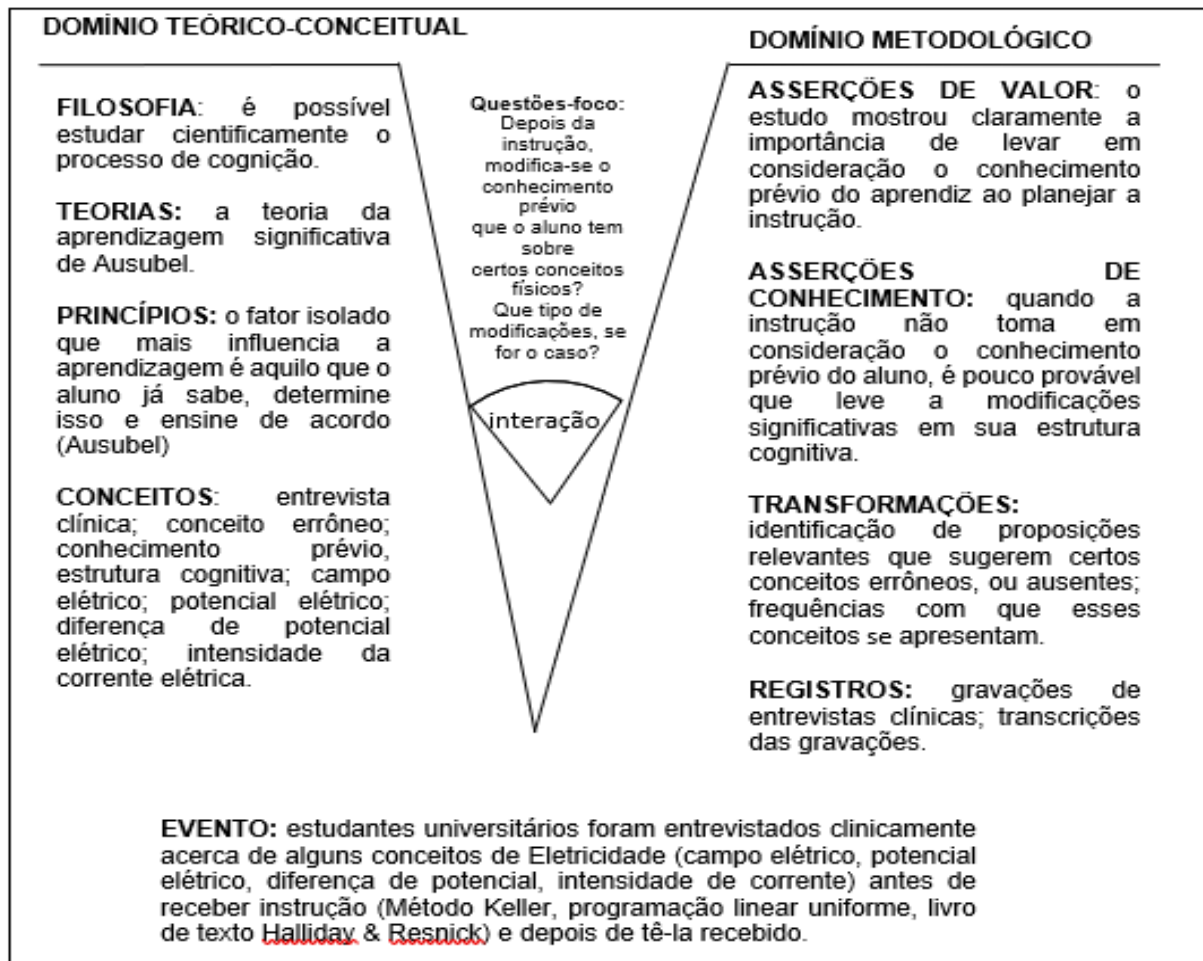 DOMÍNIO TEÓRICO-CONCEITUAL
FILOSOFIA: é possível
estudar cientificamente o
processo de cognição.
TEORIAS: a teoria da
aprendizagem significativa
de Ausubel.
PRINCÍPIOS: o fator isolado
que mais influencia a
aprendizagem é aquilo que o
aluno já sabe, determine
isso e ensine de acordo
(Ausubel)
CONCEITOS: entrevista
clínica; conceito errôneo;
conhecimento prévio,
estrutura cognitiva; campo
elétrico; potencial elétrico;
diferença de potencial
elétrico; intensidade da
corrente elétrica.
Questões-foco:
Depois da
instrução,
modifica-se o
conhecimento
prévio
que o aluno tem
sobre
certos conceitos
físicos?
Que tipo de
modificações, se
for o caso?
interação
DOMÍNIO METODOLÓGICO
ASSERÇÕES DE VALOR: o
estudo mostrou claramente a
importância de levar em
consideração o conhecimento
prévio do aprendiz ao planejar a
instrução.
ASSERÇÕES DE
CONHECIMENTO: quando a
instrução não toma em
consideração o conhecimento
prévio do aluno, é pouco provável
que leve a modificações
significativas em sua estrutura
cognitiva.
TRANSFORMAÇÕES:
identificação de proposições
relevantes que sugerem certos
conceitos errôneos, ou ausentes;
frequências com que esses
conceitos se apresentam.
REGISTROS: gravações de
entrevistas clínicas; transcrições
das gravações.
EVENTO: estudantes universitários foram entrevistados clinicamente
acerca de alguns conceitos de Eletricidade (campo elétrico, potencial
elétrico, diferença de potencial, intensidade de corrente) antes de
receber instrução (Método Keller, programação linear uniforme, livro
de texto Halliday & Resnick) e depois de tê-la recebido.